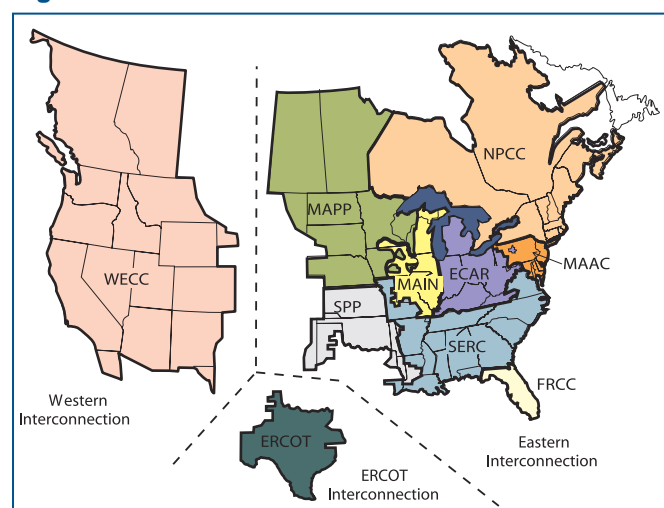 NPCC
MAPP
MAAC
WECC
ECAR
MAIN
SPP
SERC
FRCC
Western
Interconnection
ERCOT
Eastern
Interconnection
ERCOT
Interconnection